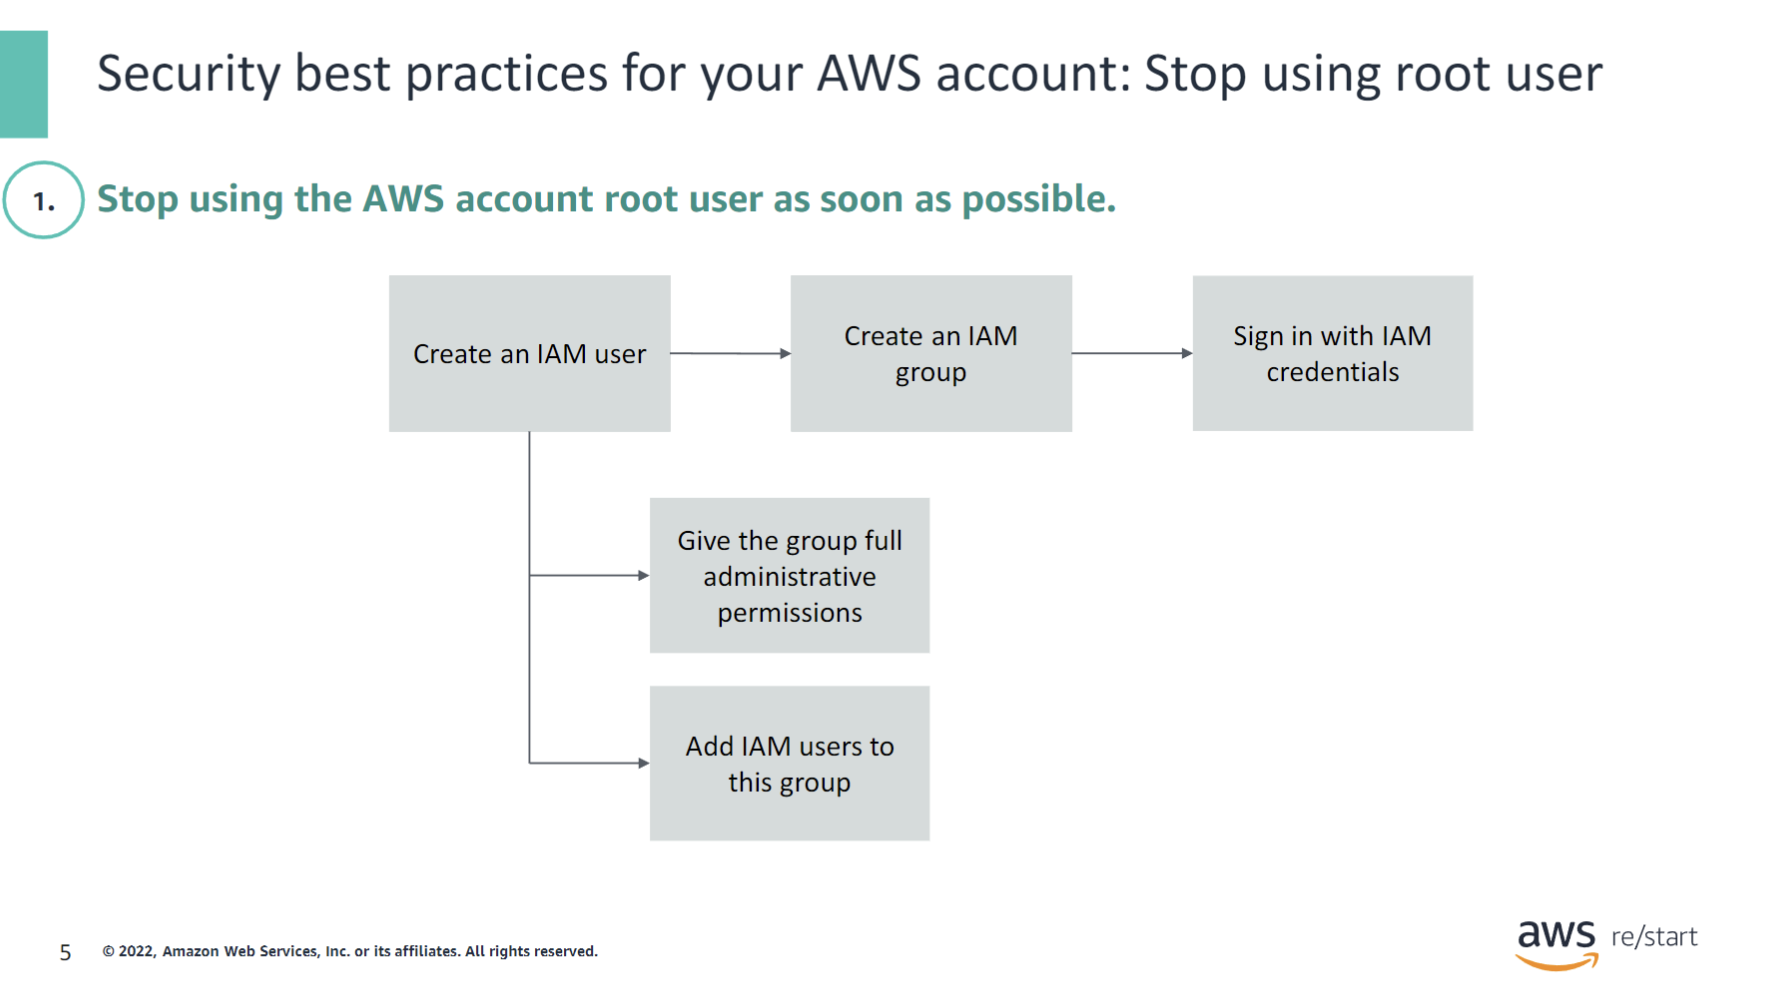 Security best practices for your AWS account: Stop using root user
1.
Stop using the AWS account root user as soon as possible.
Create an IAM user
Create an IAM
group
Sign in with IAM
credentials
Give the group full
administrative
permissions
Add IAM users to
this group
5
© 2022, Amazon Web Services, Inc. or its affiliates. All rights reserved.
aws re/start